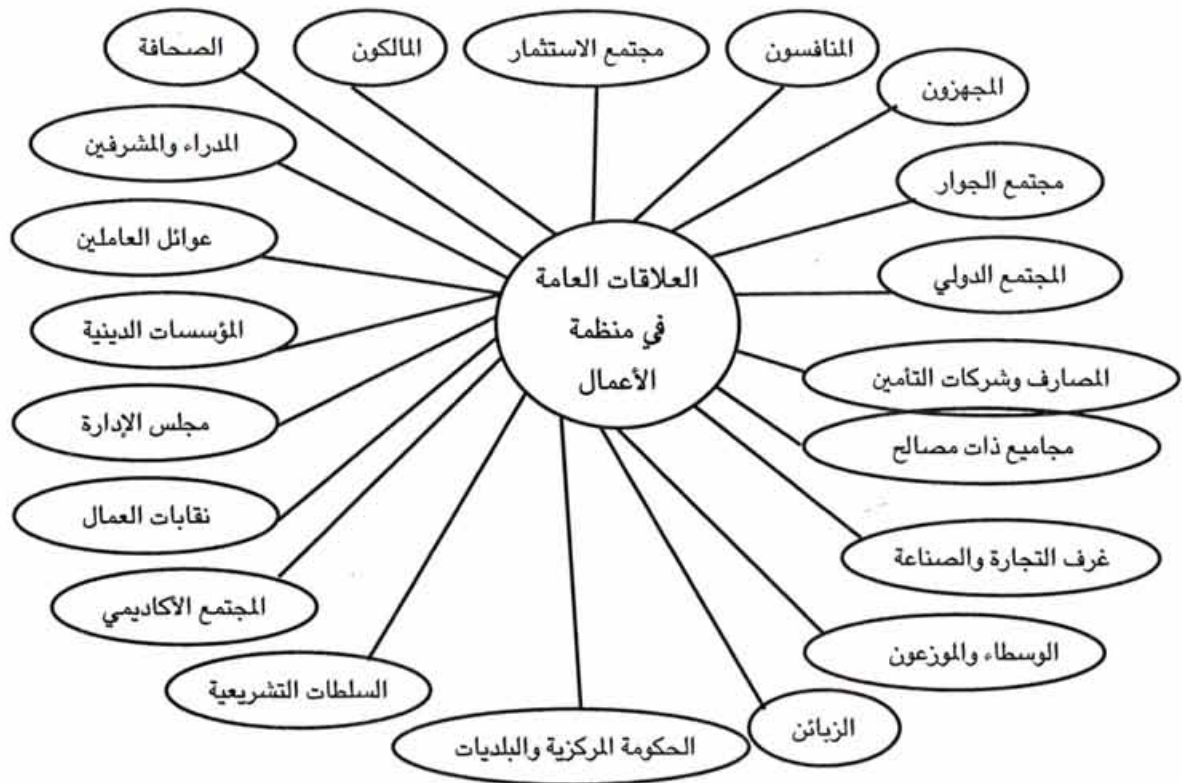 الصحافة
المالكون
مجتمع الاستثمار
المنافسون
المجهزون
المدراء والمشرفين
مجتمع الجوار
عوائل العاملين
المجتمع الدولي
العلاقات العامة
في منظمة
الأعمال
المؤسسات الدينية
المصارف وشركات التأمين
مجلس الإدارة
مجاميع ذات مصالح
نقابات العمال
غرف التجارة والصناعة
المجتمع الأكاديمي
الوسطاء والموزعون
السلطات التشريعية
الزبائن
الحكومة المركزية والبلديات